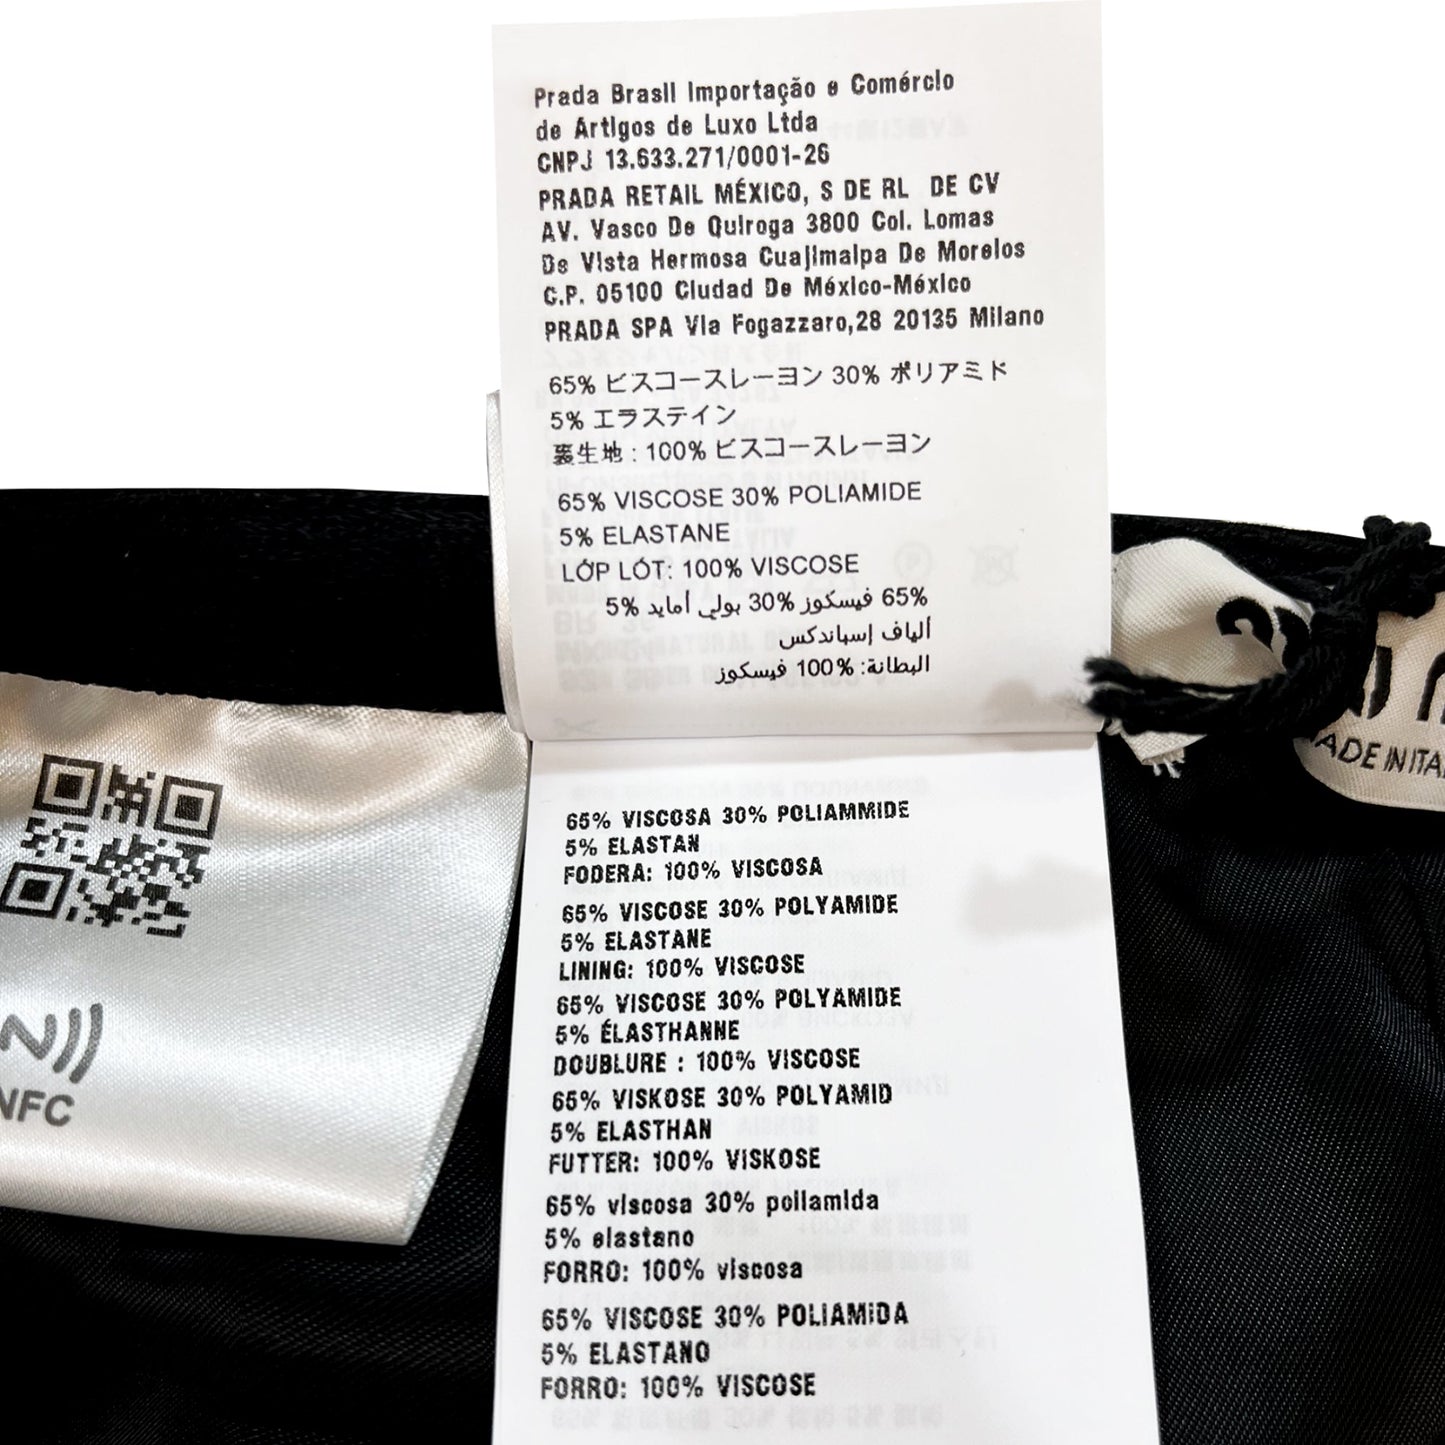 Prada Brasil Importação e Comércio
de Artigos de Luxo Ltda
CNPJ 13.633.271/0001-26
PRADA RETAIL MÉXICO, S DE RL DE CV
AV. Vasco De Quiroga 3800 Col. Lomas
De Vista Hermosa Cuajimalpa De Morelos
C.P. 05100 Ciudad De México-México
PRADA SPA Via Fogazzaro,28 20135 Milano
65% ビスコースレーヨン 30% ポリアミド
5% エラステイン
裏生地 : 100% ビスコースレーヨン
65% VISCOSE 30% POLIAMIDE
5% ELASTANE
LỚP LÓT: 100% VISCOSE
65% فيسكوز 30% بولي أمايد 5%
ألياف إسباندكس
البطانة: 100% فيسكوز
65% VISCOSA 30% POLIAMMIDE
5% ELASTAN
FODERA: 100% VISCOSA
65% VISCOSE 30% POLYAMIDE
5% ELASTANE
LINING: 100% VISCOSE
65% VISCOSE 30% POLYAMIDE
5% ÉLASTHANNE
DOUBLURE : 100% VISCOSE
65% VISKOSE 30% POLYAMID
5% ELASTHAN
FUTTER: 100% VISKOSE
65% viscosa 30% poliamida
5% elastano
FORRO: 100% viscosa
65% VISCOSE 30% POLIAMIDA
5% ELASTANO
FORRO: 100% VISCOSE
NFC
MADE IN ITA